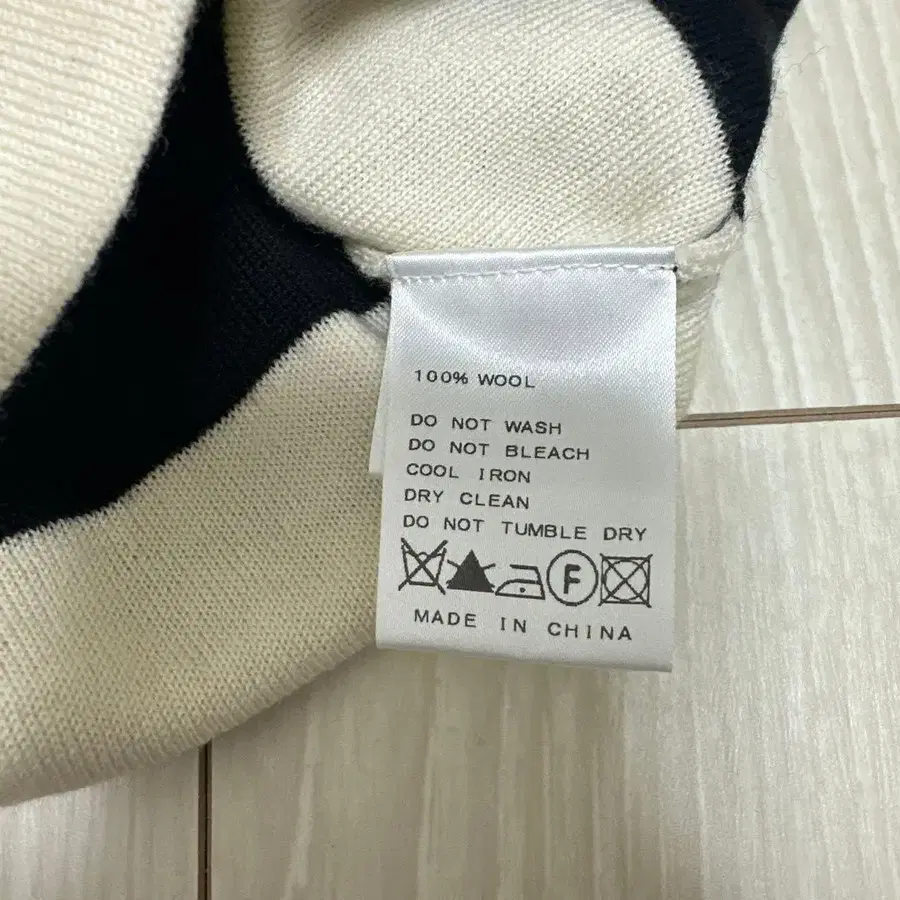 100% WOOL
DO NOT WASH
DO NOT BLEACH
COOL IRON
DRY CLEAN
DO NOT TUMBLE DRY
F
MADE IN CHINA